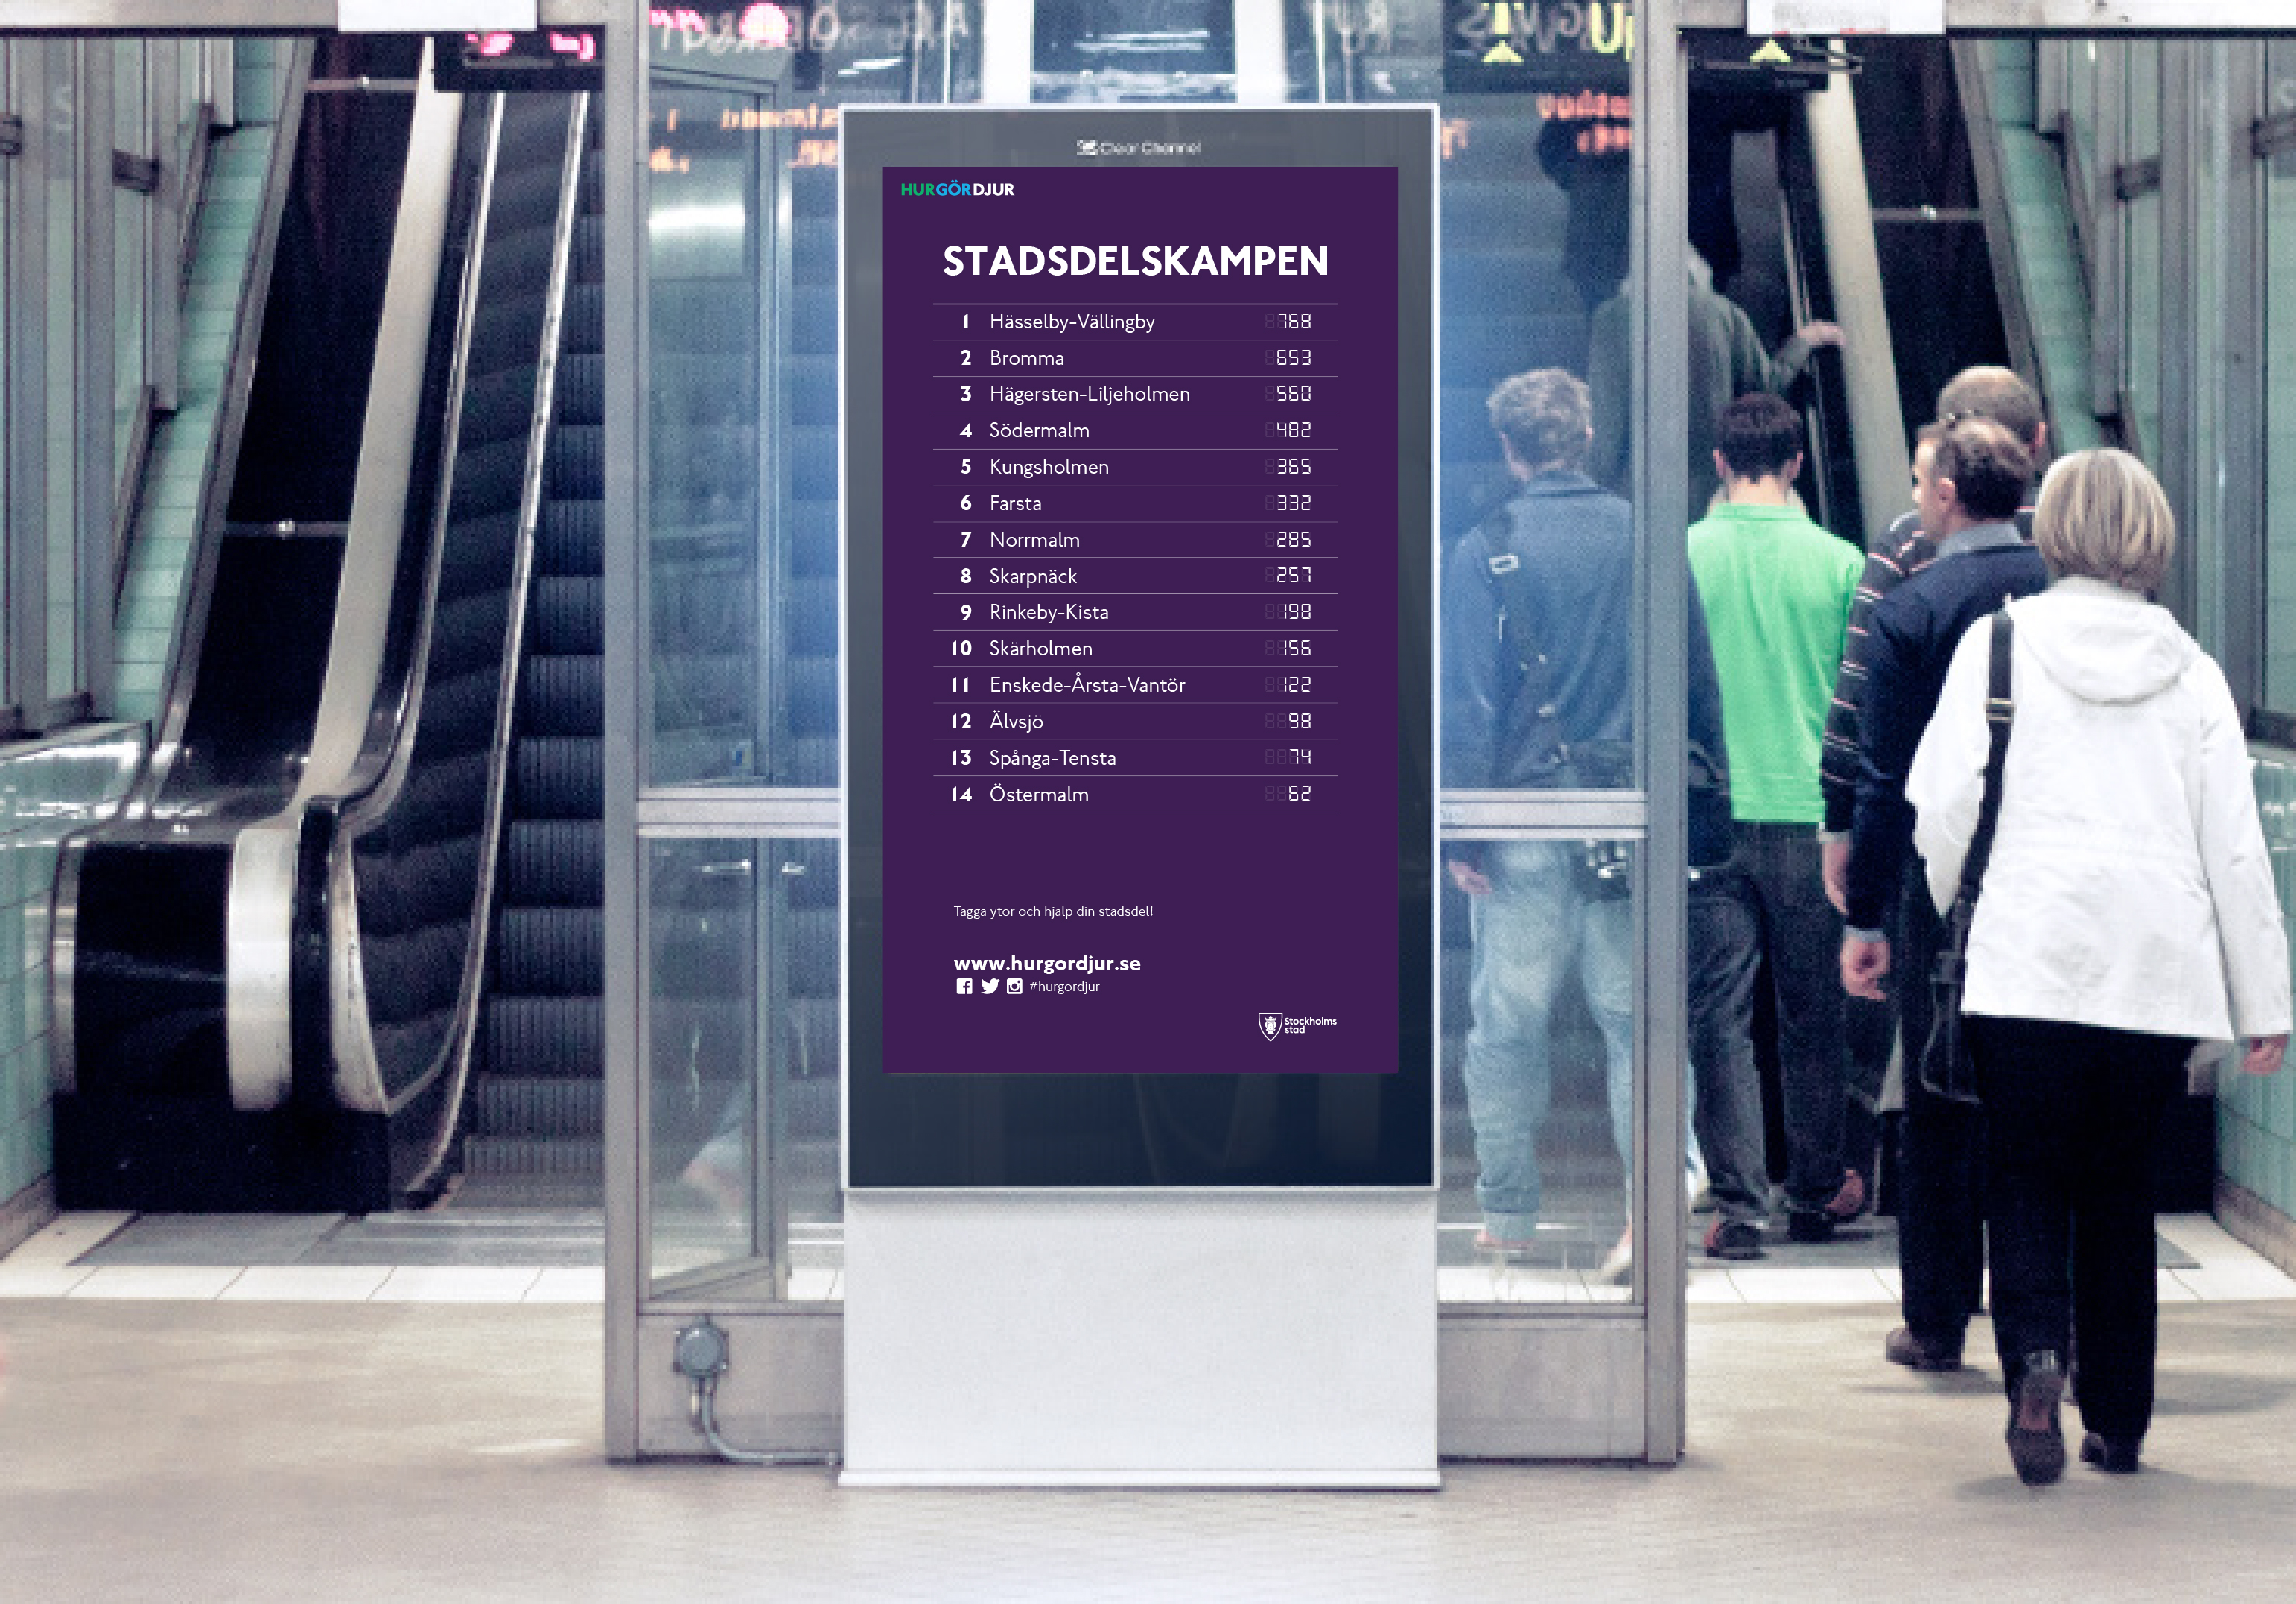 Clear Channel
HURGÖRDJUR
STADSDELSKAMPEN
1 Hässelby-Vällingby 768
2 Bromma 653
3 Hägersten-Liljeholmen 560
4 Södermalm 482
5 Kungsholmen 365
6 Farsta 332
7 Norrmalm 285
8 Skarpnäck 257
9 Rinkeby-Kista 198
10 Skärholmen 156
11 Enskede-Årsta-Vantör 122
12 Älvsjö 98
13 Spånga-Tensta 74
14 Östermalm 62
Tagga ytor och hjälp din stadsdel!
www.hurgordjur.se
#hurgordjur
Stockholms
stad